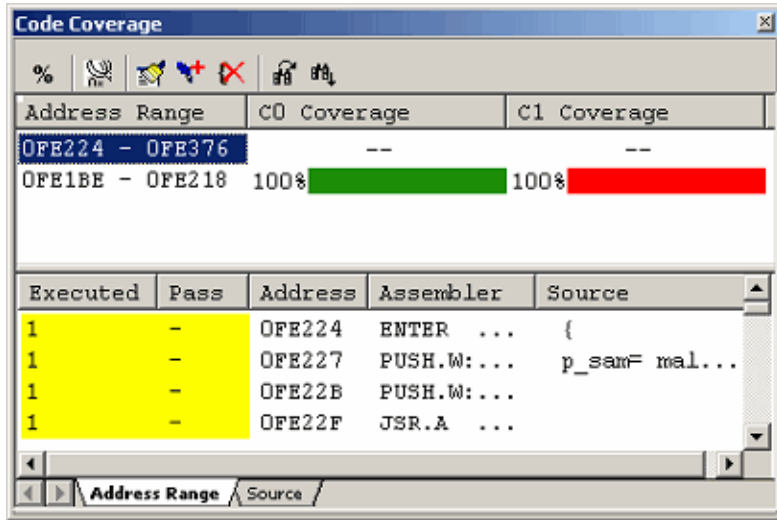 Code Coverage
%
Address Range C0 Coverage C1 Coverage
0FE224 - 0FE376 -- --
0FE1BE - 0FE218 100% 100%
Executed Pass Address Assembler Source
1 - 0FE224 ENTER ... {
1 - 0FE227 PUSH.W:... p_sam= mal...
1 - 0FE22B PUSH.W:...
1 - 0FE22F JSR.A ...
Address Range Source